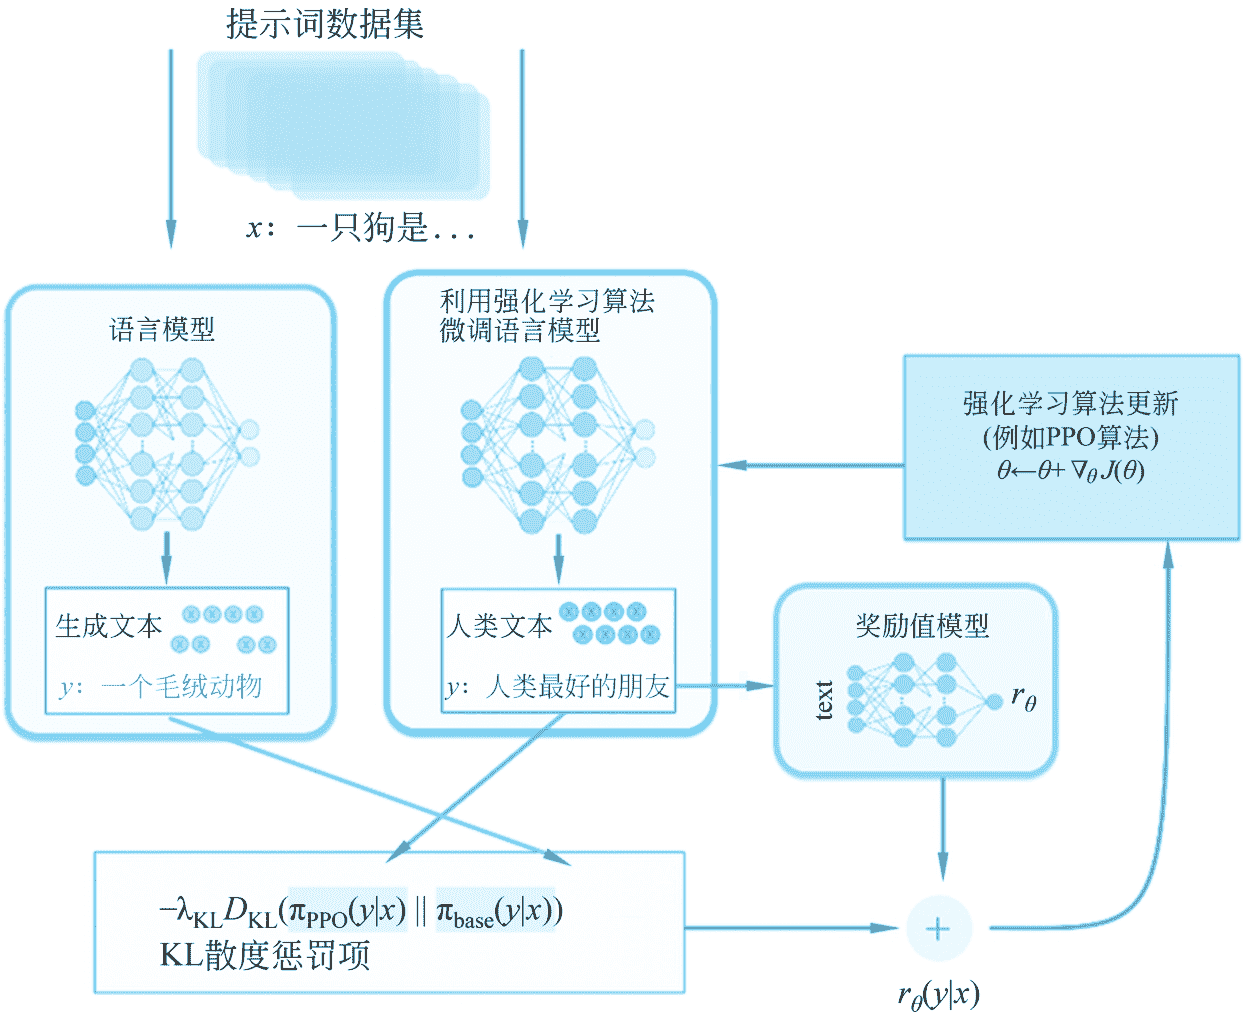 提示词数据集
x：一只狗是...
语言模型
利用强化学习算法
微调语言模型
强化学习算法更新
(例如PPO算法)
θ←θ+∇θJ(θ)
生成文本
x x x x
x x x x
y：一个毛绒动物
人类文本
x x x x
x x x x
y：人类最好的朋友
奖励值模型
text
rθ
−λKLDKL(πPPO(y|x) || πbase(y|x))
KL散度惩罚项
+
rθ(y|x)